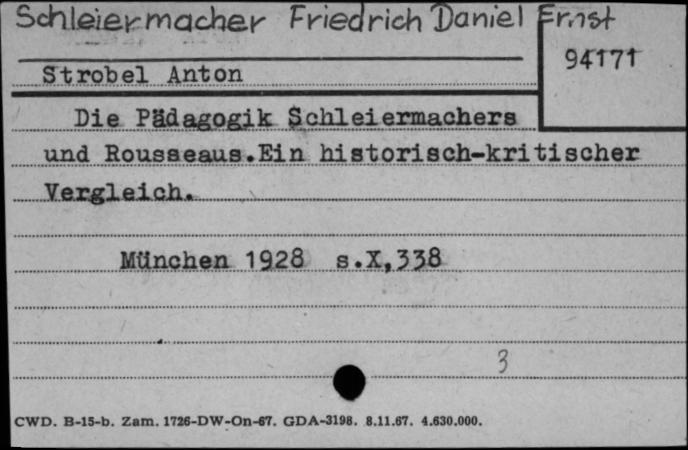 Schleiermacher Friedrich Daniel Ernst
94171
Strobel Anton
Die Pädagogik Schleiermachers
und Rousseaus.Ein historisch-kritischer
Vergleich.
München 1928 s.X,338
3
CWD. B-15-b. Zam. 1726-DW-On-67. GDA-3198. 8.11.67. 4.630.000.